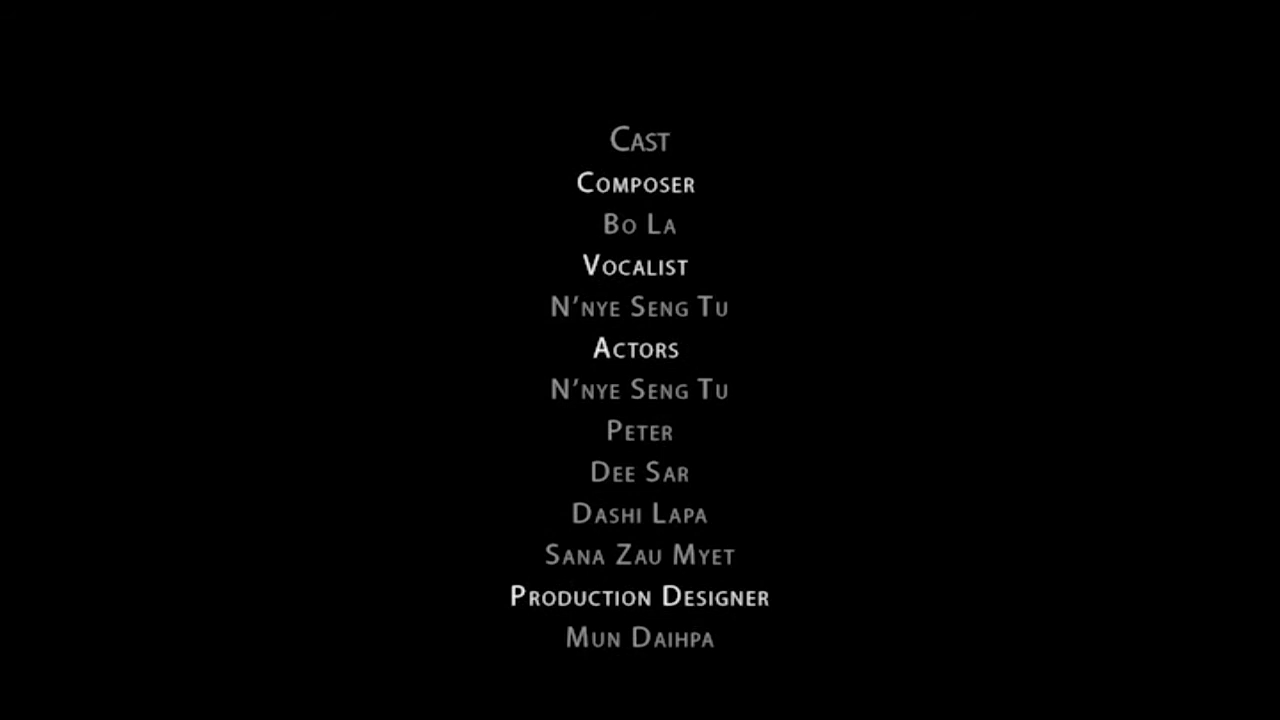 Cast
Composer
Bo La
Vocalist
N'nye Seng Tu
Actors
N'nye Seng Tu
Peter
Dee Sar
Dashi Lapa
Sana Zau Myet
Production Designer
Mun Daihpa